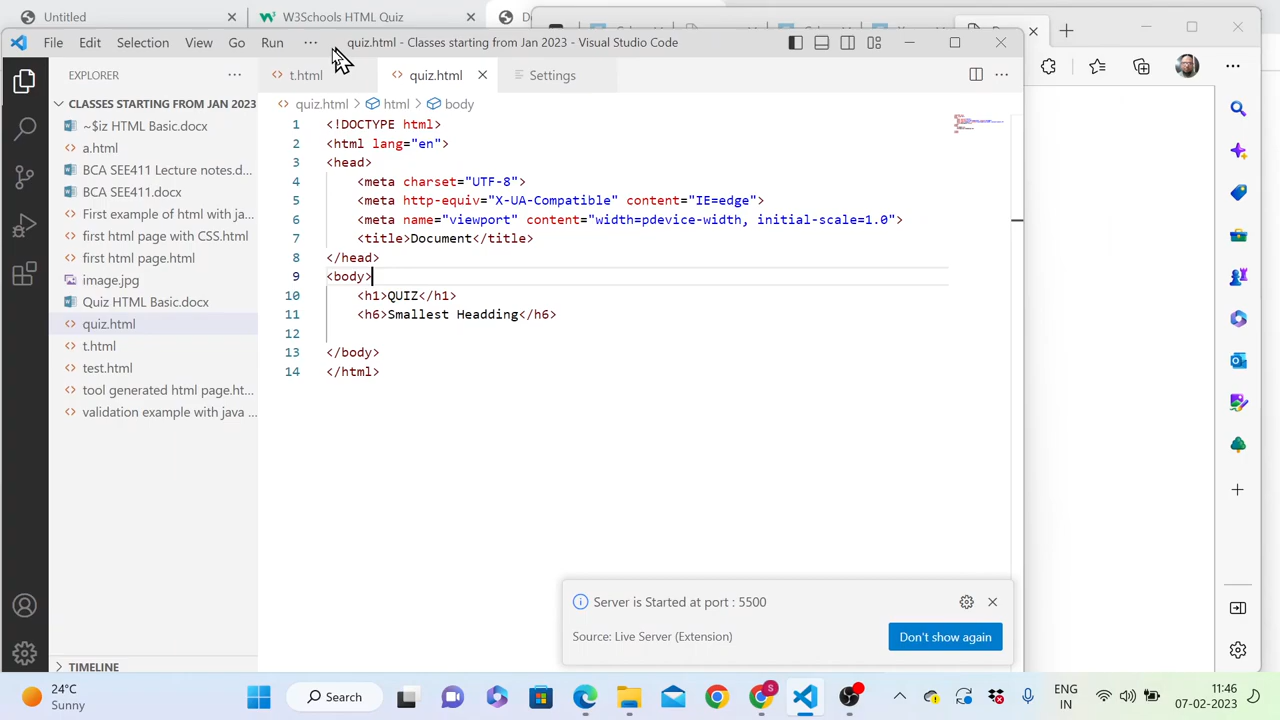 Untitled
W3Schools HTML Quiz
File Edit Selection View Go Run ··· quiz.html - Classes starting from Jan 2023 - Visual Studio Code
EXPLORER ···
t.html quiz.html Settings ···
CLASSES STARTING FROM JAN 2023
~$iz HTML Basic.docx
a.html
BCA SEE411 Lecture notes.d...
BCA SEE411.docx
First example of html with ja...
first html page with CSS.html
first html page.html
image.jpg
Quiz HTML Basic.docx
quiz.html
t.html
test.html
tool generated html page.ht...
validation example with java ...
TIMELINE
quiz.html > html > body
1 <!DOCTYPE html>
2 <html lang="en">
3 <head>
4 <meta charset="UTF-8">
5 <meta http-equiv="X-UA-Compatible" content="IE=edge">
6 <meta name="viewport" content="width=pdevice-width, initial-scale=1.0">
7 <title>Document</title>
8 </head>
9 <body>
10 <h1>QUIZ</h1>
11 <h6>Smallest Headding</h6>
12
13 </body>
14 </html>
Server is Started at port : 5500
Source: Live Server (Extension)
Don't show again
24°C
Sunny
Search
S
ENG
IN
11:46
07-02-2023